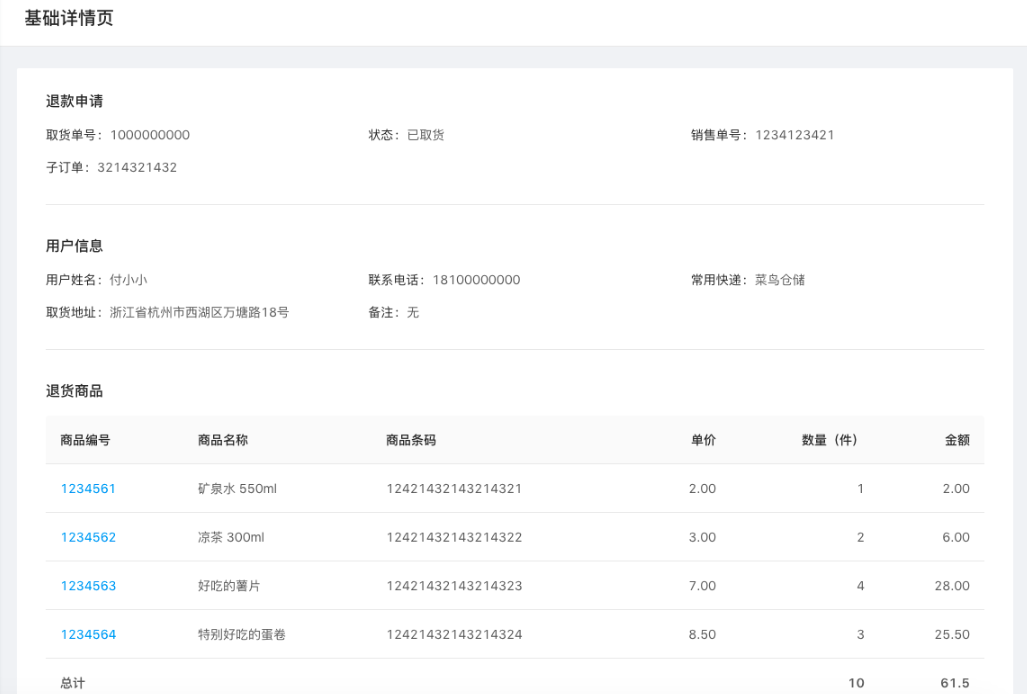 基础详情页
退款申请
取货单号： 1000000000 状态： 已取货 销售单号： 1234123421
子订单： 3214321432
用户信息
用户姓名： 付小小 联系电话： 18100000000 常用快递： 菜鸟仓储
取货地址： 浙江省杭州市西湖区万塘路18号 备注： 无
退货商品
商品编号 商品名称 商品条码 单价 数量（件） 金额
1234561 矿泉水 550ml 12421432143214321 2.00 1 2.00
1234562 凉茶 300ml 12421432143214322 3.00 2 6.00
1234563 好吃的薯片 12421432143214323 7.00 4 28.00
1234564 特别好吃的蛋卷 12421432143214324 8.50 3 25.50
总计 10 61.5